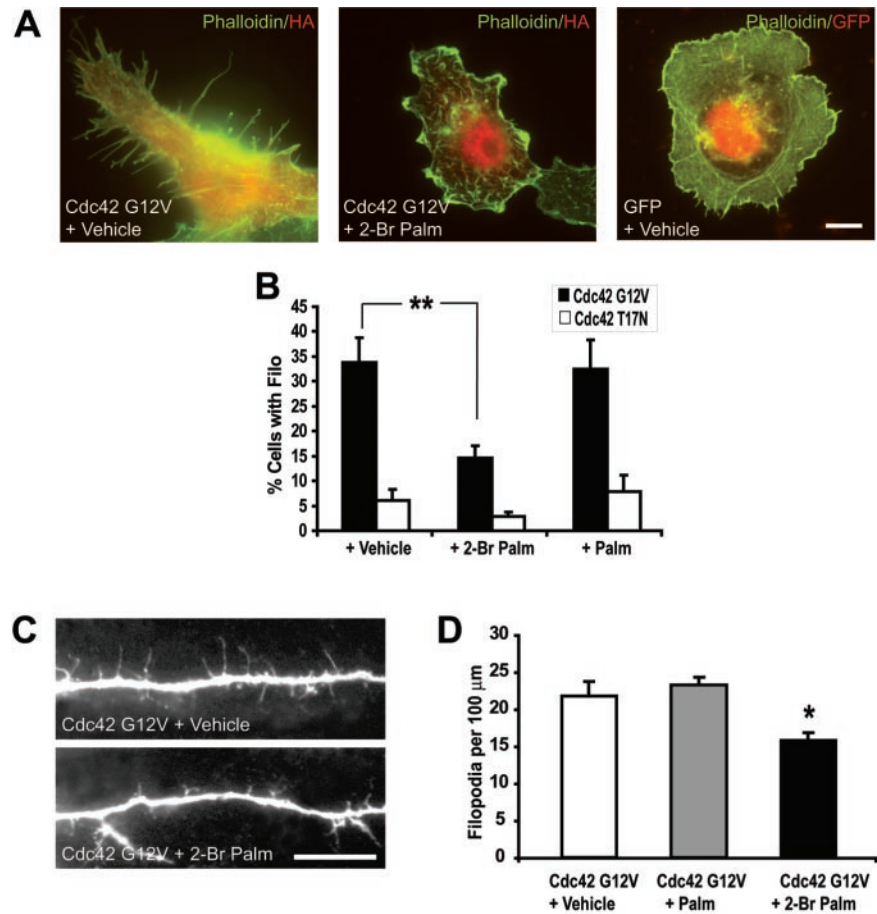 A
Phalloidin/HA
Cdc42 G12V
+ Vehicle
Phalloidin/HA
Cdc42 G12V
+ 2-Br Palm
Phalloidin/GFP
GFP
+ Vehicle
B
% Cells with Filo
45
40
35
30
25
20
15
10
5
0
**
Cdc42 G12V
Cdc42 T17N
+ Vehicle
+ 2-Br Palm
+ Palm
C
Cdc42 G12V + Vehicle
Cdc42 G12V + 2-Br Palm
D
Filopodia per 100 µm
30
25
20
15
10
5
0
*
Cdc42 G12V
+ Vehicle
Cdc42 G12V
+ Palm
Cdc42 G12V
+ 2-Br Palm